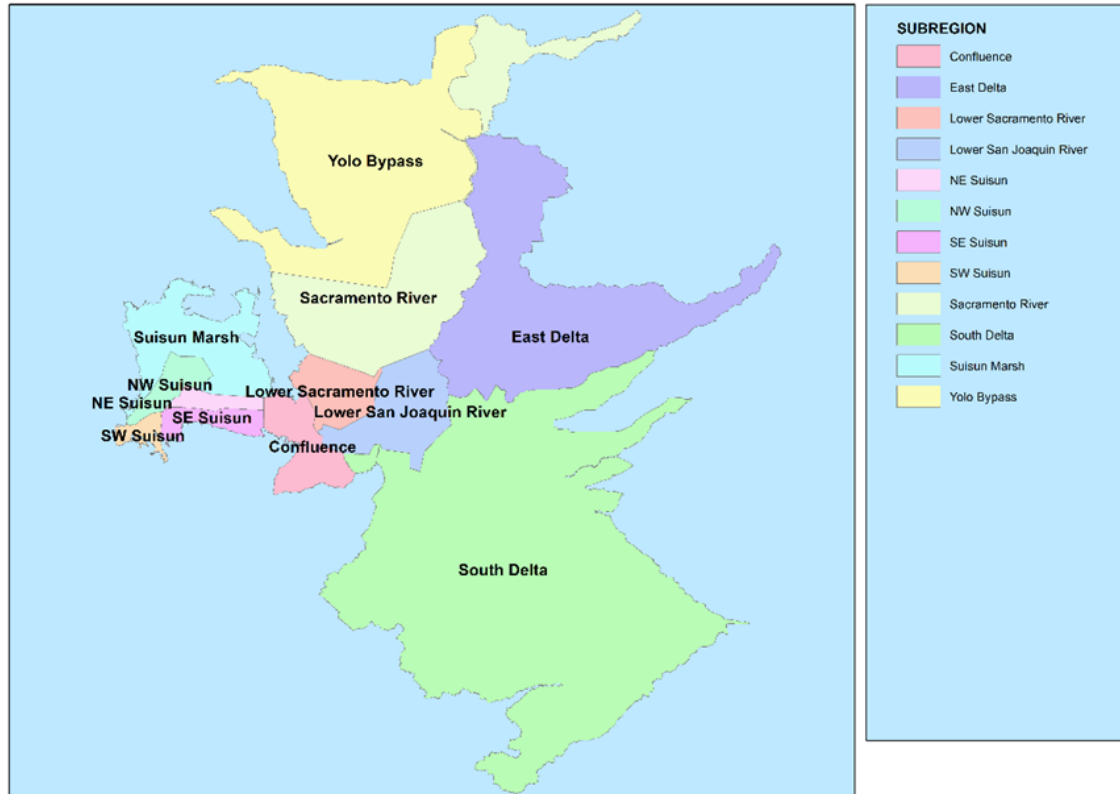 Yolo Bypass
Sacramento River
Suisun Marsh
East Delta
NW Suisun
Lower Sacramento River
NE Suisun
SE Suisun
Lower San Joaquin River
SW Suisun
Confluence
South Delta
SUBREGION
Confluence
East Delta
Lower Sacramento River
Lower San Joaquin River
NE Suisun
NW Suisun
SE Suisun
SW Suisun
Sacramento River
South Delta
Suisun Marsh
Yolo Bypass